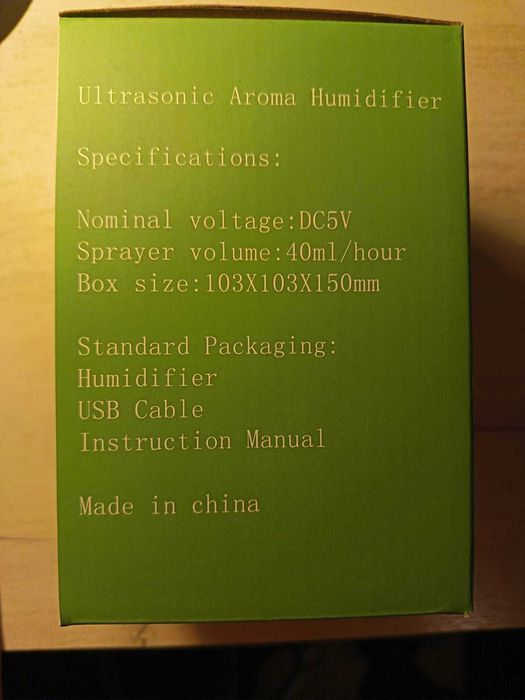 Ultrasonic Aroma Humidifier
Specifications:
Nominal voltage:DC5V
Sprayer volume:40ml/hour
Box size:103X103X150mm
Standard Packaging:
Humidifier
USB Cable
Instruction Manual
Made in china